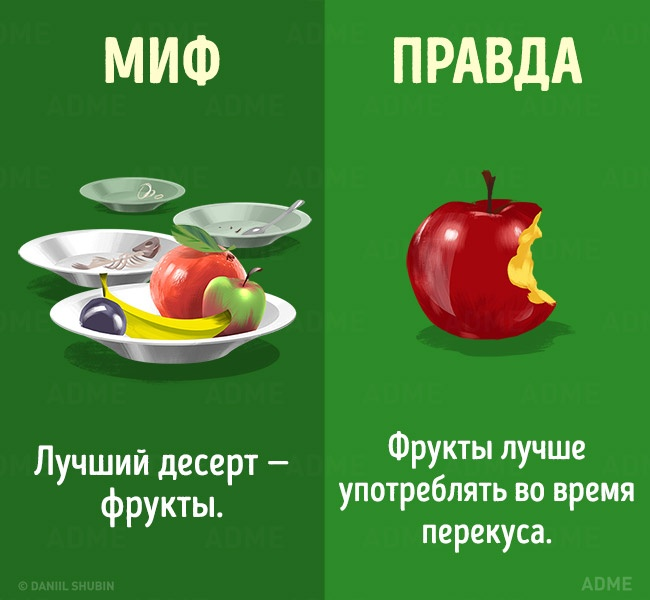 МИФ
Лучший десерт –
фрукты.
ПРАВДА
Фрукты лучше
употреблять во время
перекуса.
© DANIIL SHUBIN
ADME